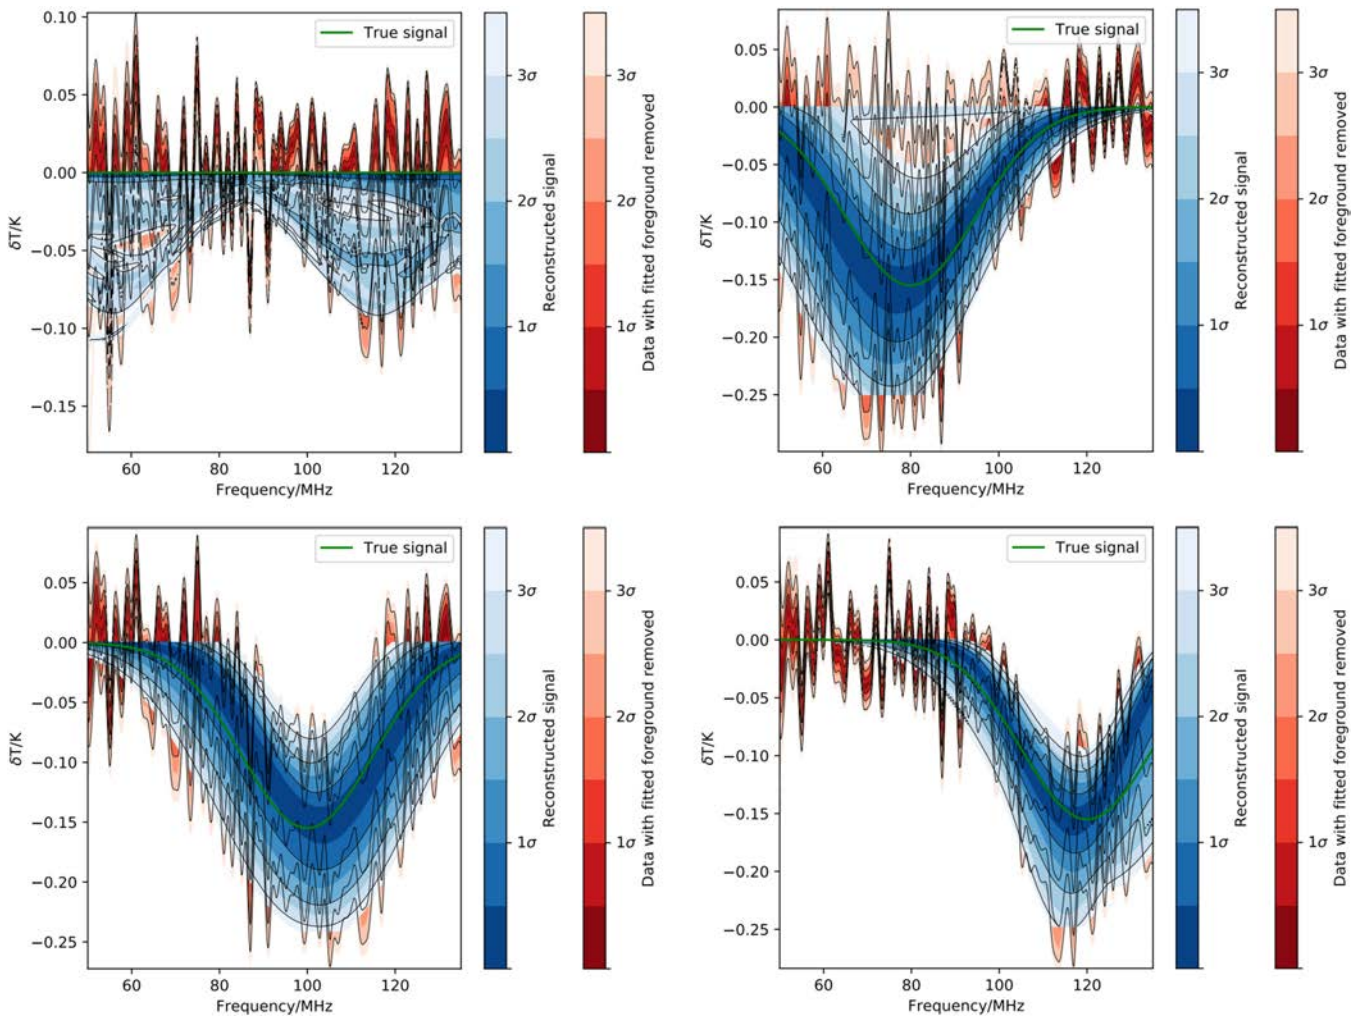 0.10
0.05
0.00
−0.05
−0.10
−0.15
δT/K
True signal
60
80
100
120
Frequency/MHz
3σ
2σ
1σ
Reconstructed signal
3σ
2σ
1σ
Data with fitted foreground removed
0.05
0.00
−0.05
−0.10
−0.15
−0.20
−0.25
δT/K
True signal
60
80
100
120
Frequency/MHz
3σ
2σ
1σ
Reconstructed signal
3σ
2σ
1σ
Data with fitted foreground removed
0.05
0.00
−0.05
−0.10
−0.15
−0.20
−0.25
δT/K
True signal
60
80
100
120
Frequency/MHz
3σ
2σ
1σ
Reconstructed signal
3σ
2σ
1σ
Data with fitted foreground removed
0.05
0.00
−0.05
−0.10
−0.15
−0.20
−0.25
δT/K
True signal
60
80
100
120
Frequency/MHz
3σ
2σ
1σ
Reconstructed signal
3σ
2σ
1σ
Data with fitted foreground removed